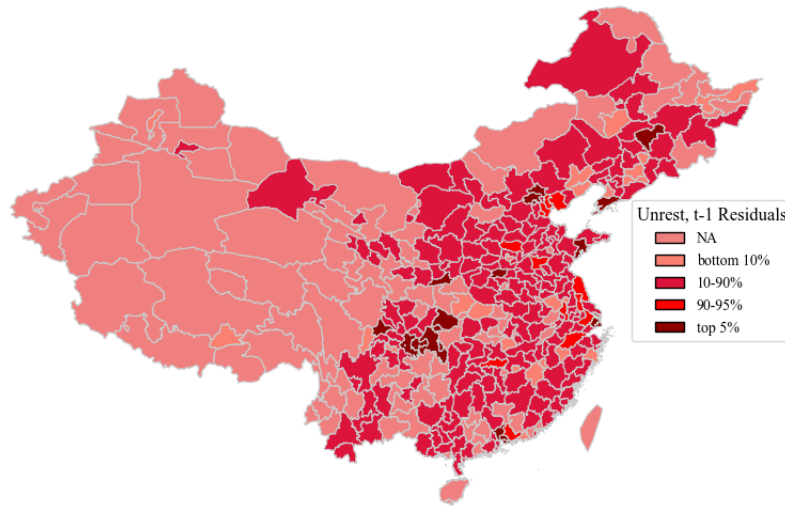 Unrest, t-1 Residuals
NA
bottom 10%
10-90%
90-95%
top 5%